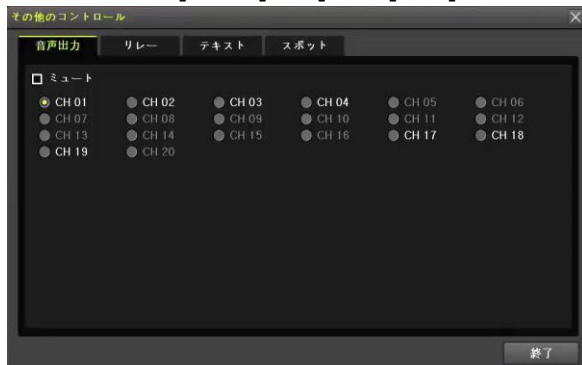 その他のコントロール
音声出力 リレー テキスト スポット
ミュート
CH 01 CH 02 CH 03 CH 04 CH 05 CH 06
CH 07 CH 08 CH 09 CH 10 CH 11 CH 12
CH 13 CH 14 CH 15 CH 16 CH 17 CH 18
CH 19 CH 20
終了